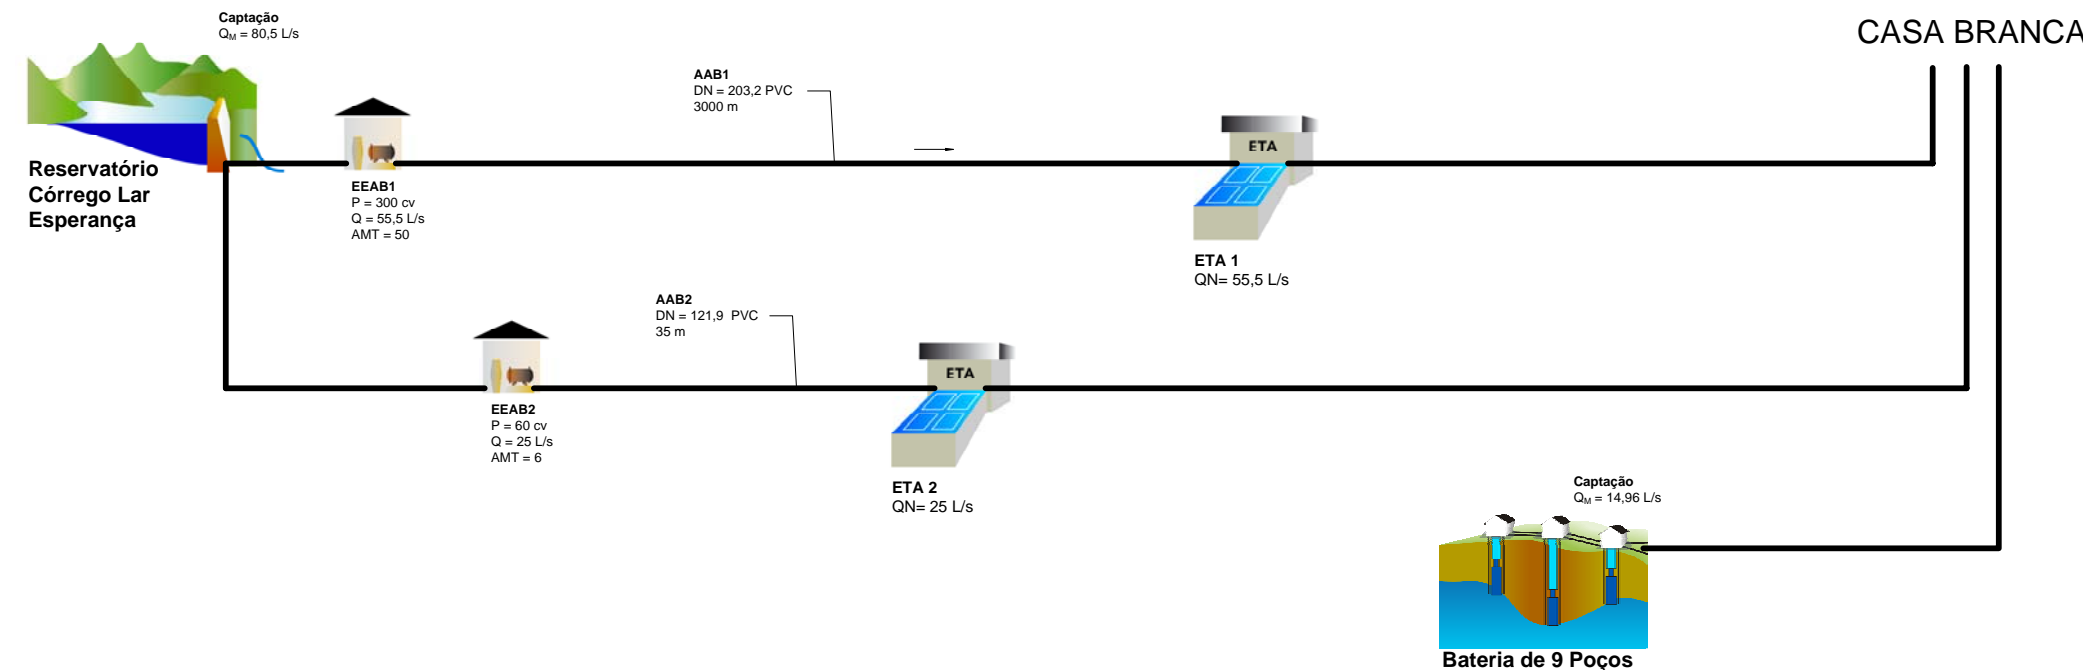 Captação
QM = 80,5 L/s
CASA BRANCA
AAB1
DN = 203,2 PVC
3000 m
ETA
Reservatório
Córrego Lar
Esperança
EEAB1
P = 300 cv
Q = 55,5 L/s
AMT = 50
ETA 1
QN= 55,5 L/s
AAB2
DN = 121,9  PVC
35 m
ETA
EEAB2
P = 60 cv
Q = 25 L/s
AMT = 6
ETA 2
QN= 25 L/s
Captação
QM = 14,96 L/s
Bateria de 9 Poços